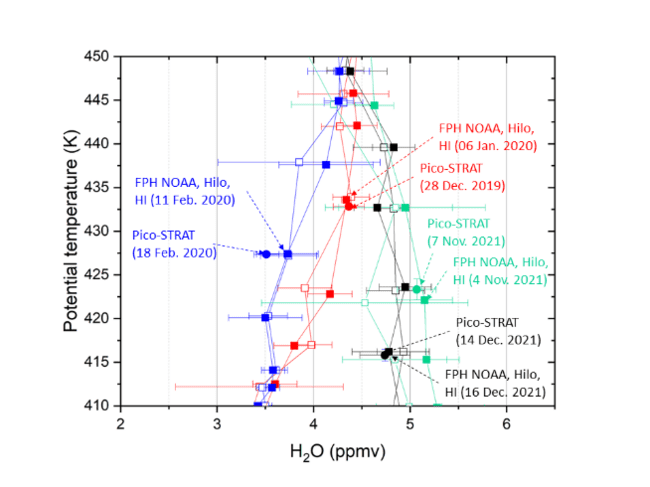 450
445
440
435
430
425
420
415
410
Potential temperature (K)
2
3
4
5
6
H2O (ppmv)
FPH NOAA, Hilo,
HI (06 Jan. 2020)
Pico-STRAT
(28 Dec. 2019)
FPH NOAA, Hilo,
HI (11 Feb. 2020)
Pico-STRAT
(18 Feb. 2020)
Pico-STRAT
(7 Nov. 2021)
FPH NOAA, Hilo,
HI (4 Nov. 2021)
Pico-STRAT
(14 Dec. 2021)
FPH NOAA, Hilo,
HI (16 Dec. 2021)